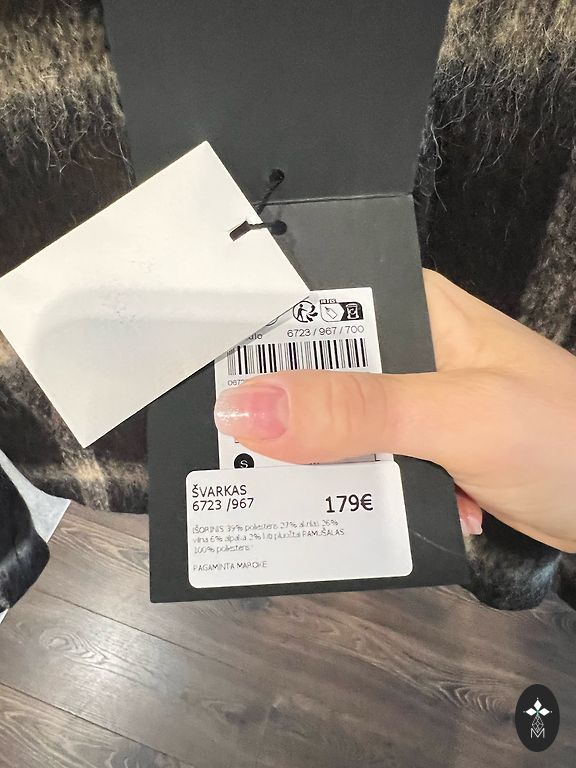 6723 / 967 / 700
067
S
ŠVARKAS
6723 /967
179€
IŠORINIS 39% poliesteris 27% akrilas 26%
vilna 6% alpaka 2% kiti pluoštai PAMUŠALAS
100% poliesteris
PAGAMINTA MAROKE
M